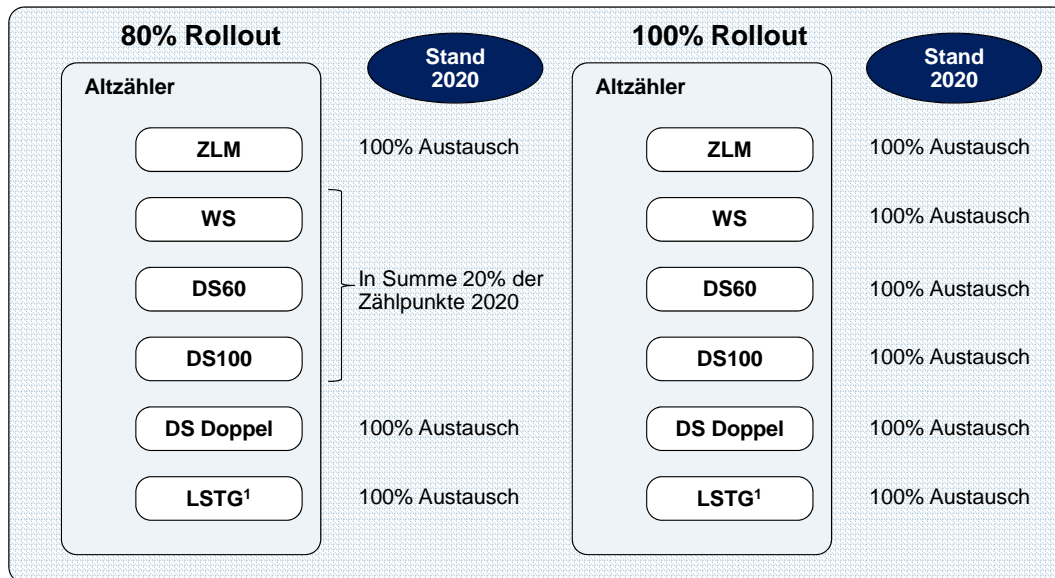 80% Rollout
Stand
2020
Altzähler
ZLM
100% Austausch
WS
DS60
In Summe 20% der
Zählpunkte 2020
DS100
DS Doppel
100% Austausch
LSTG¹
100% Austausch
100% Rollout
Stand
2020
Altzähler
ZLM
100% Austausch
WS
100% Austausch
DS60
100% Austausch
DS100
100% Austausch
DS Doppel
100% Austausch
LSTG¹
100% Austausch